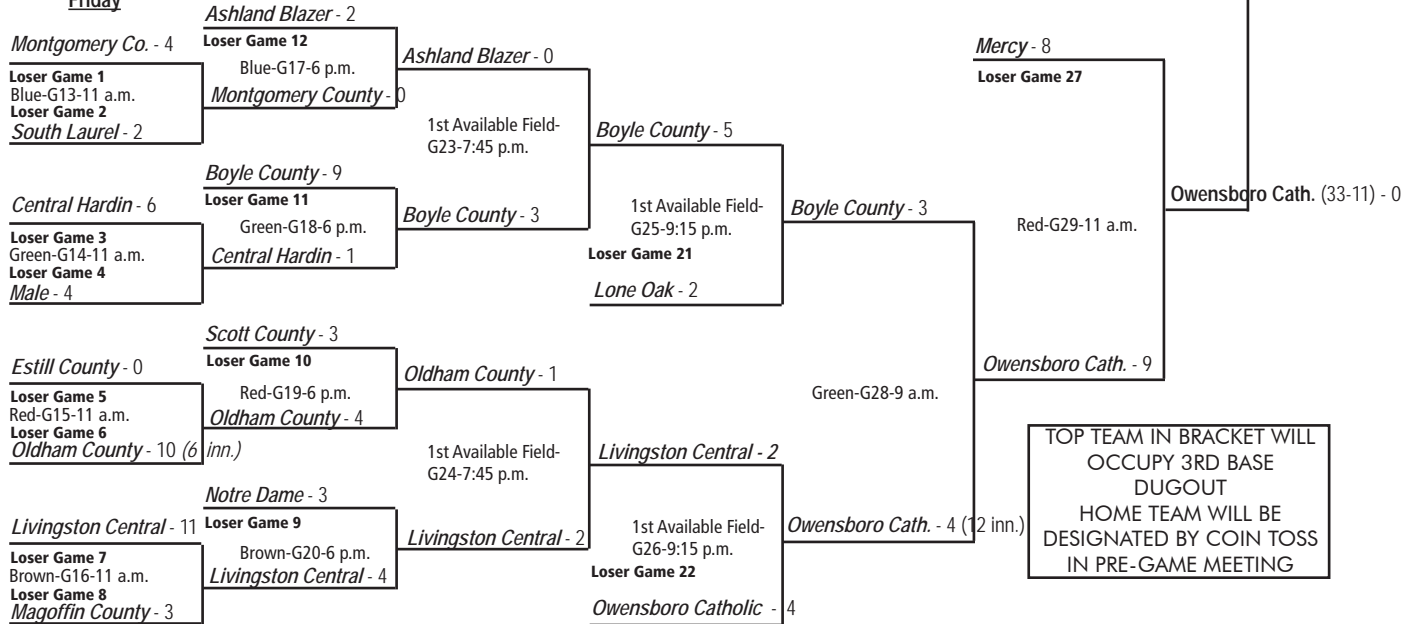 Friday
Montgomery Co. - 4
Loser Game 1
Blue-G13-11 a.m.
Loser Game 2
South Laurel - 2
Central Hardin - 6
Loser Game 3
Green-G14-11 a.m.
Loser Game 4
Male - 4
Estill County - 0
Loser Game 5
Red-G15-11 a.m.
Loser Game 6
Oldham County - 10 (6 inn.)
Livingston Central - 11
Loser Game 7
Brown-G16-11 a.m.
Loser Game 8
Magoffin County - 3
Ashland Blazer - 2
Loser Game 12
Blue-G17-6 p.m.
Montgomery County - 0
Boyle County - 9
Loser Game 11
Green-G18-6 p.m.
Central Hardin - 1
Scott County - 3
Loser Game 10
Red-G19-6 p.m.
Oldham County - 4
Notre Dame - 3
Loser Game 9
Brown-G20-6 p.m.
Livingston Central - 4
Ashland Blazer - 0
1st Available Field-
G23-7:45 p.m.
Boyle County - 3
Oldham County - 1
1st Available Field-
G24-7:45 p.m.
Livingston Central - 2
Boyle County - 5
1st Available Field-
G25-9:15 p.m.
Loser Game 21
Lone Oak - 2
Livingston Central - 2
1st Available Field-
G26-9:15 p.m.
Loser Game 22
Owensboro Catholic - 4
Boyle County - 3
Green-G28-9 a.m.
Owensboro Cath. - 4 (12 inn.)
Mercy - 8
Loser Game 27
Red-G29-11 a.m.
Owensboro Cath. - 9
Owensboro Cath. (33-11) - 0
TOP TEAM IN BRACKET WILL
OCCUPY 3RD BASE
DUGOUT
HOME TEAM WILL BE
DESIGNATED BY COIN TOSS
IN PRE-GAME MEETING